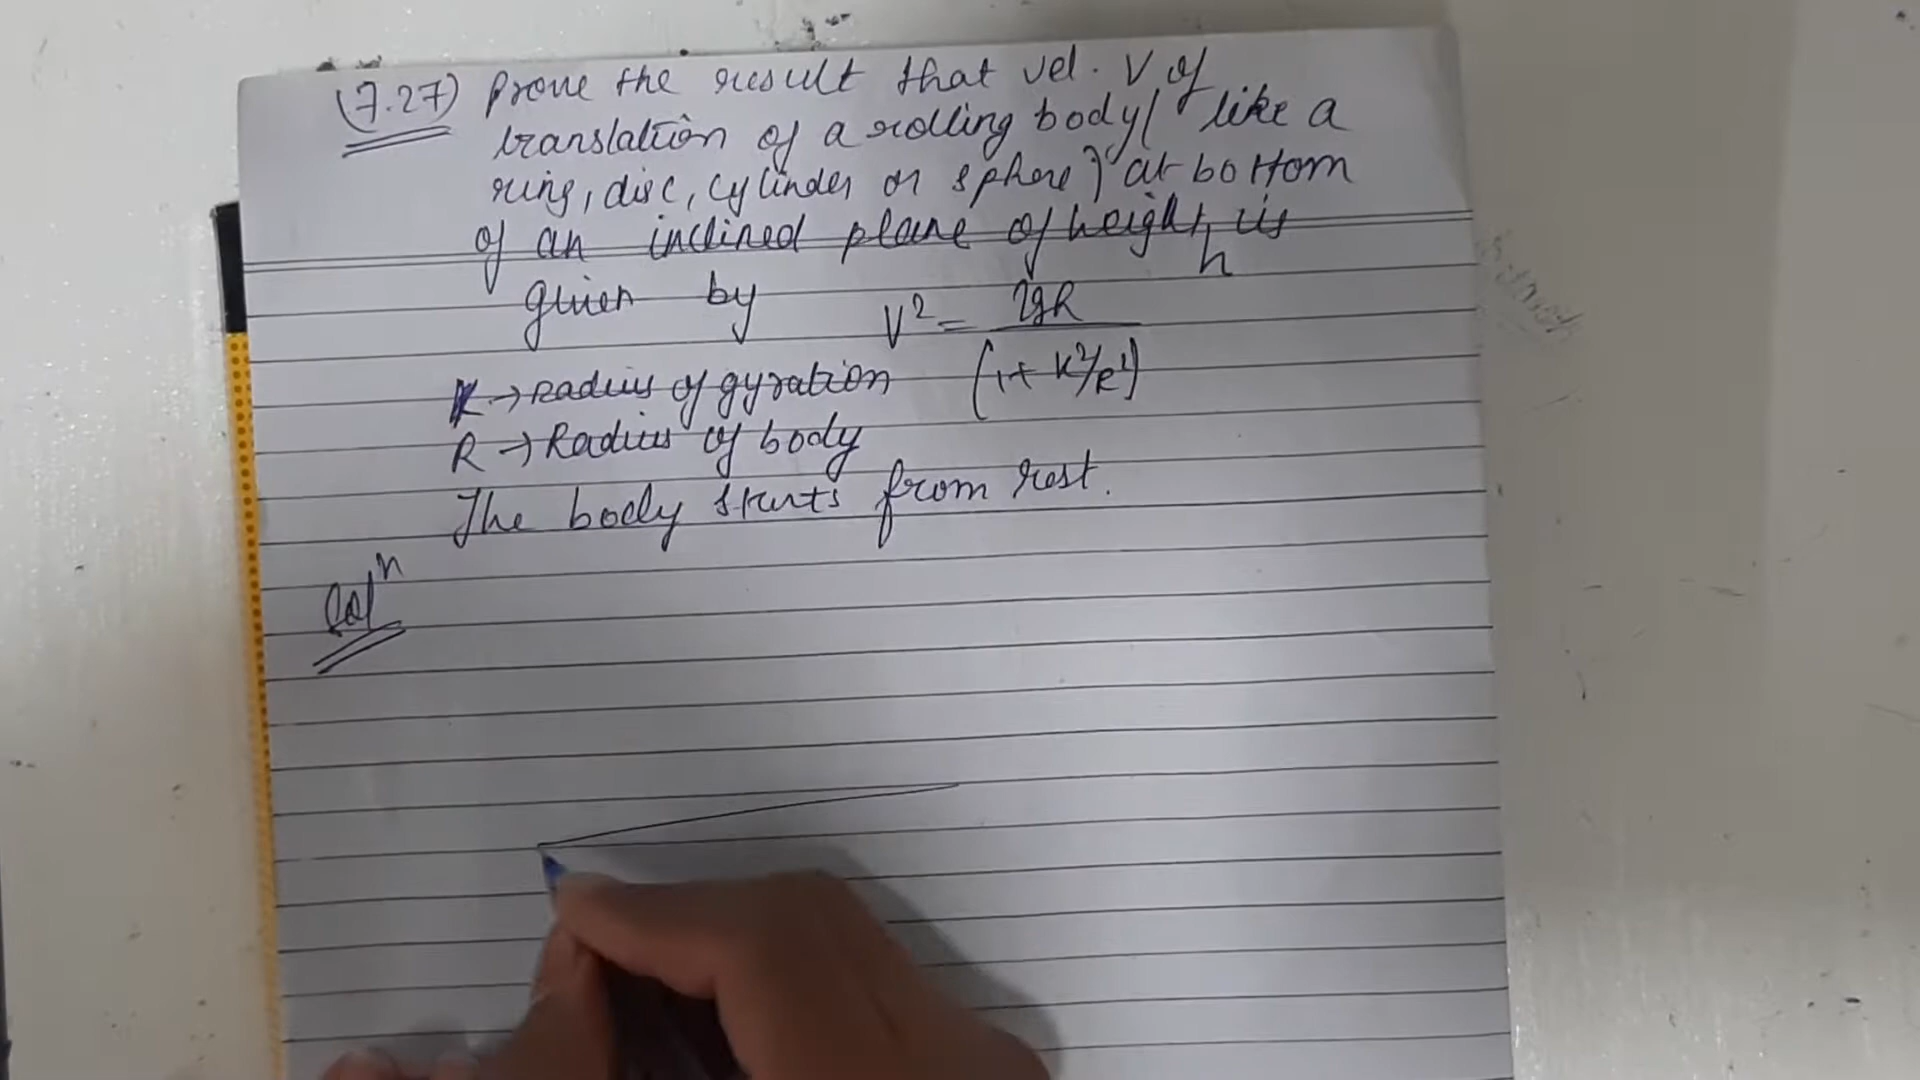 (7.27) Prove the result that vel. V of
translation of a rolling body( like a
ring, disc, cylinder or sphere) at bottom
of an inclined plane of height h is
given by V² = 2gh / (1 + K²/R²)
K → radius of gyration
R → Radius of body
The body starts from rest.
Solⁿ